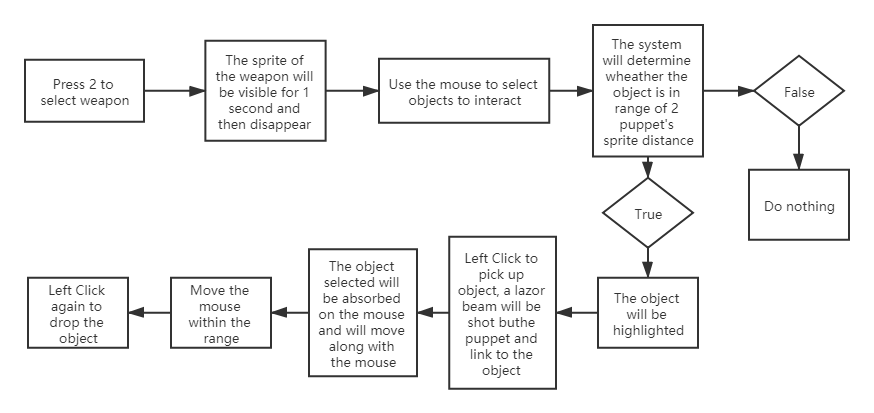 Press 2 to
select weapon
The sprite of
the weapon will
be visible for 1
second and
then disappear
Use the mouse to select
objects to interact
The system
will determine
wheather the
object is in
range of 2
puppet's
sprite distance
False
Do nothing
True
The object
will be
highlighted
Left Click to
pick up
object, a lazor
beam will be
shot buthe
puppet and
link to the
object
The object
selected will
be absorbed
on the mouse
and will move
along with
the mouse
Move the
mouse
within the
range
Left Click
again to
drop the
object